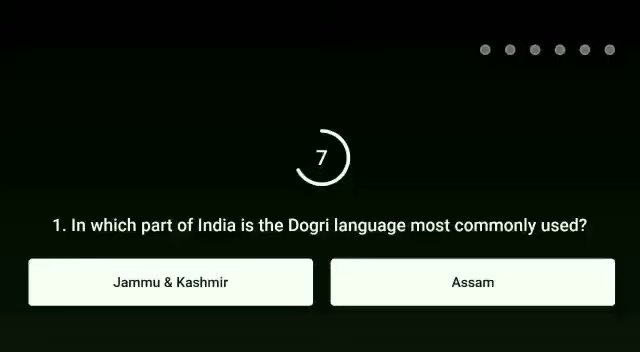 7
1. In which part of India is the Dogri language most commonly used?
Jammu & Kashmir
Assam